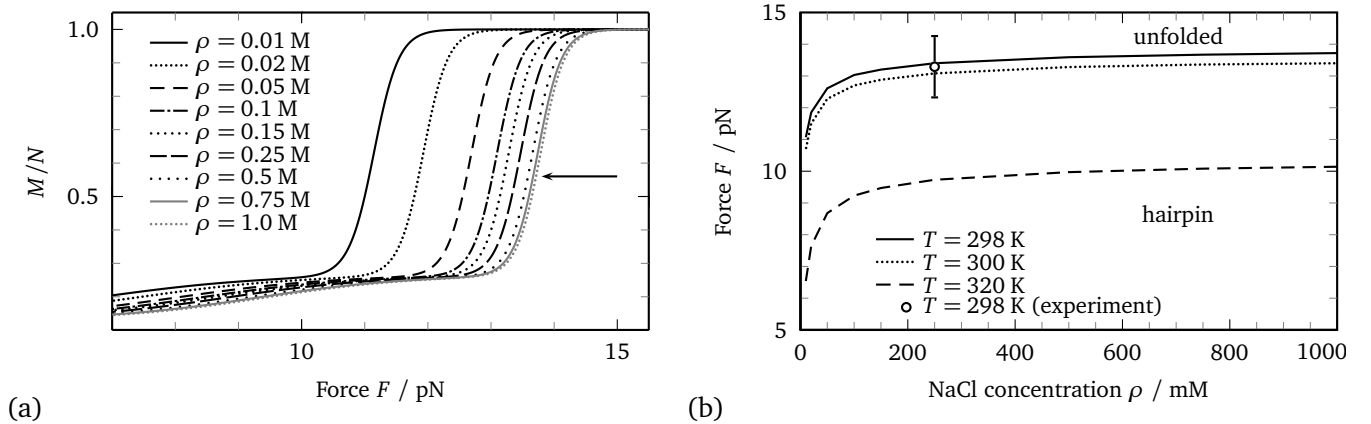 1.0
0.5
M/N
ρ = 0.01 M
ρ = 0.02 M
ρ = 0.05 M
ρ = 0.1 M
ρ = 0.15 M
ρ = 0.25 M
ρ = 0.5 M
ρ = 0.75 M
ρ = 1.0 M
10 15
Force F / pN
(a)
15
10
5
Force F / pN
unfolded
hairpin
T = 298 K
T = 300 K
T = 320 K
T = 298 K (experiment)
0 200 400 600 800 1000
NaCl concentration ρ / mM
(b)